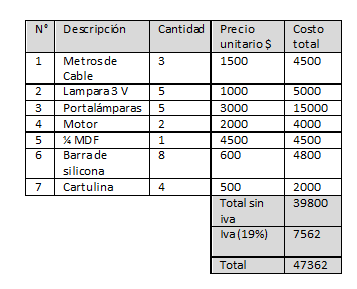 N° Descripción Cantidad Precio unitario $ Costo total
1 Metros de Cable 3 1500 4500
2 Lampara 3 V 5 1000 5000
3 Portalámparas 5 3000 15000
4 Motor 2 2000 4000
5 ¼ MDF 1 4500 4500
6 Barra de silicona 8 600 4800
7 Cartulina 4 500 2000
Total sin iva 39800
Iva (19%) 7562
Total 47362